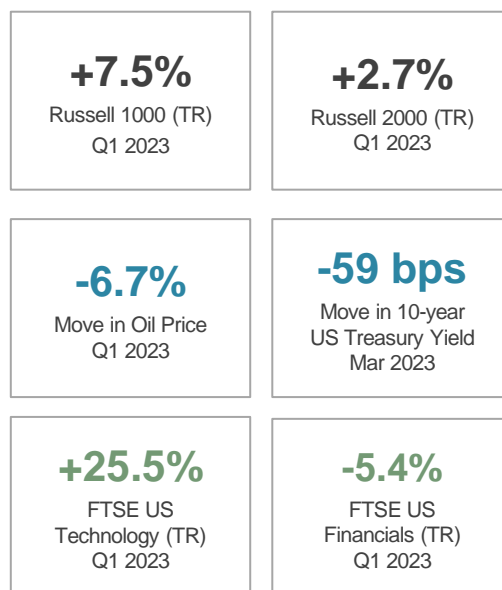 +7.5%
Russell 1000 (TR)
Q1 2023
+2.7%
Russell 2000 (TR)
Q1 2023
-6.7%
Move in Oil Price
Q1 2023
-59 bps
Move in 10-year
US Treasury Yield
Mar 2023
+25.5%
FTSE US
Technology (TR)
Q1 2023
-5.4%
FTSE US
Financials (TR)
Q1 2023